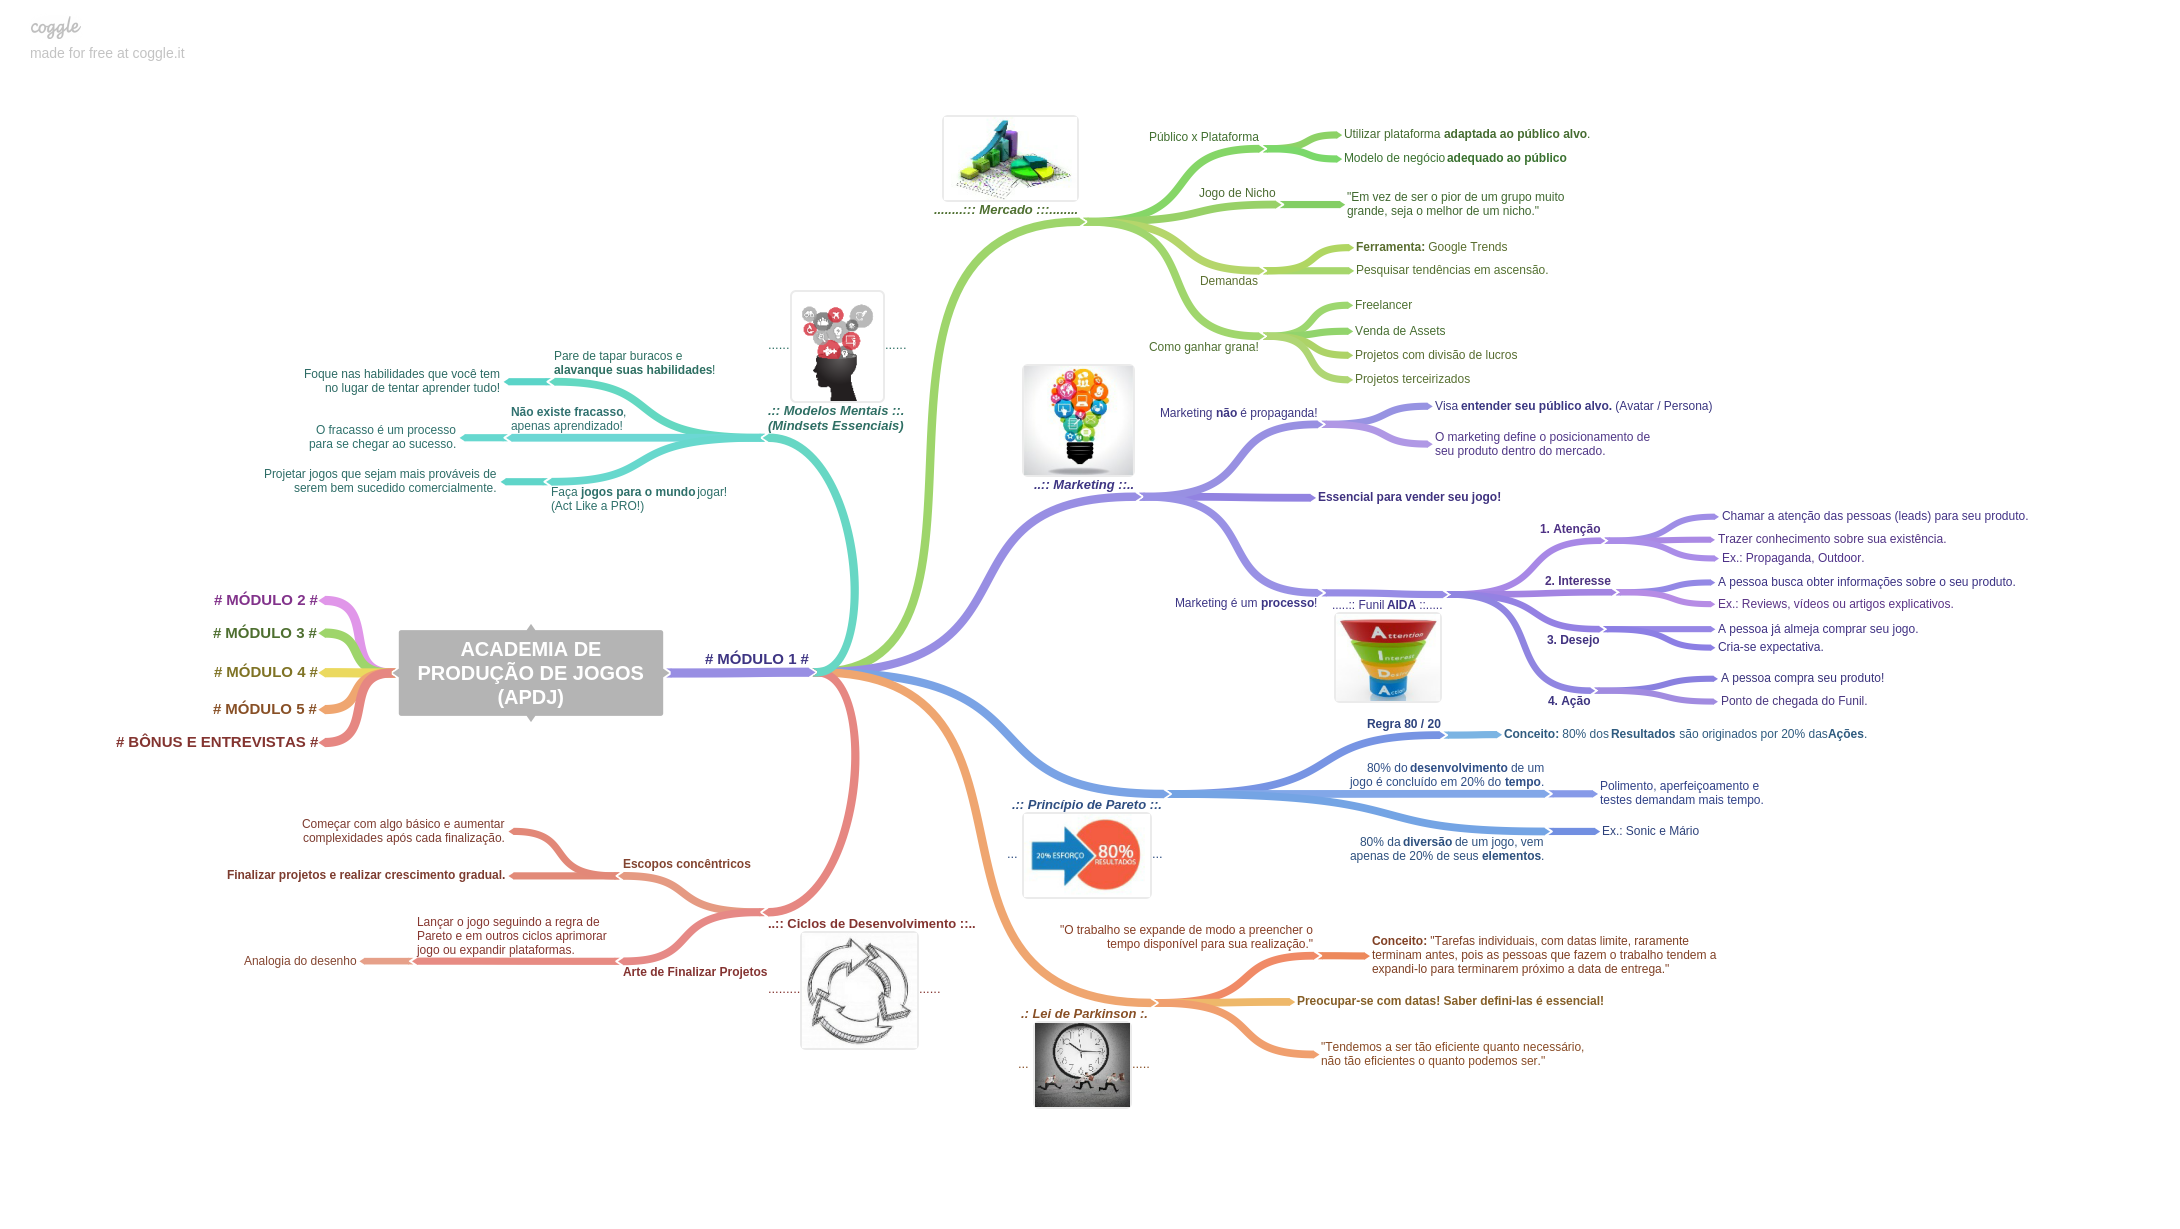 coggle
made for free at coggle.it
ACADEMIA DE
PRODUÇÃO DE JOGOS
(APDJ)
# MÓDULO 1 #
# MÓDULO 2 #
# MÓDULO 3 #
# MÓDULO 4 #
# MÓDULO 5 #
# BÔNUS E ENTREVISTAS #
...... ......
.:: Modelos Mentais ::.
(Mindsets Essenciais)
Pare de tapar buracos e
alavanque suas habilidades!
Foque nas habilidades que você tem
no lugar de tentar aprender tudo!
Não existe fracasso,
apenas aprendizado!
O fracasso é um processo
para se chegar ao sucesso.
Faça jogos para o mundo jogar!
(Act Like a PRO!)
Projetar jogos que sejam mais prováveis de
serem bem sucedido comercialmente.
........::: Mercado :::........
Público x Plataforma
Utilizar plataforma adaptada ao público alvo.
Modelo de negócio adequado ao público
Jogo de Nicho
"Em vez de ser o pior de um grupo muito
grande, seja o melhor de um nicho."
Demandas
Ferramenta: Google Trends
Pesquisar tendências em ascensão.
Como ganhar grana!
Freelancer
Venda de Assets
Projetos com divisão de lucros
Projetos terceirizados
..:: Marketing ::..
Marketing não é propaganda!
Visa entender seu público alvo. (Avatar / Persona)
O marketing define o posicionamento de
seu produto dentro do mercado.
Essencial para vender seu jogo!
Marketing é um processo!
.....:: Funil AIDA ::.....
Attention
Interest
Desire
Action
1. Atenção
Chamar a atenção das pessoas (leads) para seu produto.
Trazer conhecimento sobre sua existência.
Ex.: Propaganda, Outdoor.
2. Interesse
A pessoa busca obter informações sobre o seu produto.
Ex.: Reviews, vídeos ou artigos explicativos.
3. Desejo
A pessoa já almeja comprar seu jogo.
Cria-se expectativa.
4. Ação
A pessoa compra seu produto!
Ponto de chegada do Funil.
.:: Princípio de Pareto ::.
... ...
20% ESFORÇO
80%
RESULTADOS
Regra 80 / 20
Conceito: 80% dos Resultados são originados por 20% das Ações.
80% do desenvolvimento de um
jogo é concluído em 20% do tempo.
Polimento, aperfeiçoamento e
testes demandam mais tempo.
80% da diversão de um jogo, vem
apenas de 20% de seus elementos.
Ex.: Sonic e Mário
.: Lei de Parkinson :.
... .....
"O trabalho se expande de modo a preencher o
tempo disponível para sua realização."
Conceito: "Tarefas individuais, com datas limite, raramente
terminam antes, pois as pessoas que fazem o trabalho tendem a
expandi-lo para terminarem próximo a data de entrega."
Preocupar-se com datas! Saber defini-las é essencial!
"Tendemos a ser tão eficiente quanto necessário,
não tão eficientes o quanto podemos ser."
..:: Ciclos de Desenvolvimento ::..
......... ......
Escopos concêntricos
Começar com algo básico e aumentar
complexidades após cada finalização.
Finalizar projetos e realizar crescimento gradual.
Arte de Finalizar Projetos
Lançar o jogo seguindo a regra de
Pareto e em outros ciclos aprimorar
jogo ou expandir plataformas.
Analogia do desenho